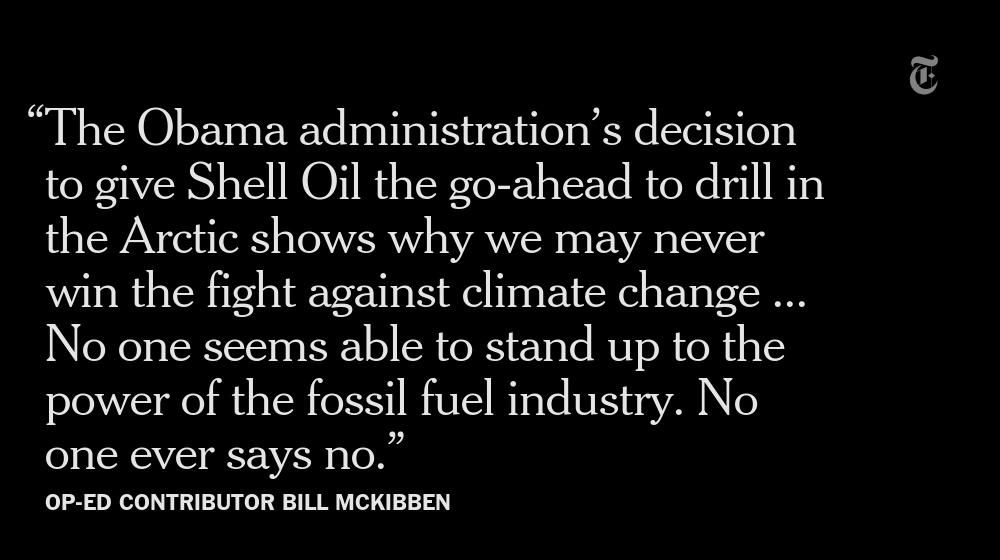 “The Obama administration’s decision
to give Shell Oil the go-ahead to drill in
the Arctic shows why we may never
win the fight against climate change ...
No one seems able to stand up to the
power of the fossil fuel industry. No
one ever says no.”
OP-ED CONTRIBUTOR BILL MCKIBBEN